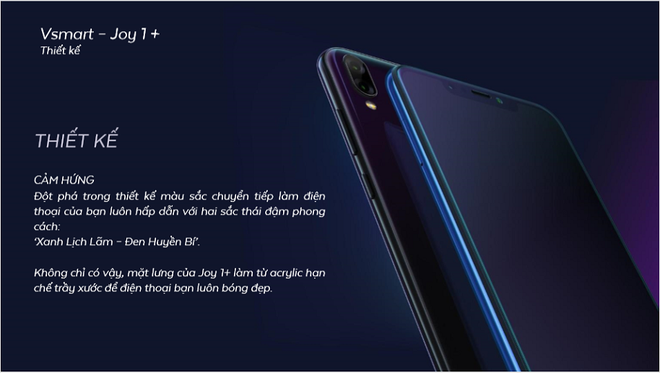 Vsmart – Joy 1+
Thiết kế
THIẾT KẾ
CẢM HỨNG
Đột phá trong thiết kế màu sắc chuyển tiếp làm điện
thoại của bạn luôn hấp dẫn với hai sắc thái đậm phong
cách:
‘Xanh Lịch Lãm – Đen Huyền Bí’.
Không chỉ có vậy, mặt lưng của Joy 1+ làm từ acrylic hạn
chế trầy xước để điện thoại bạn luôn bóng đẹp.